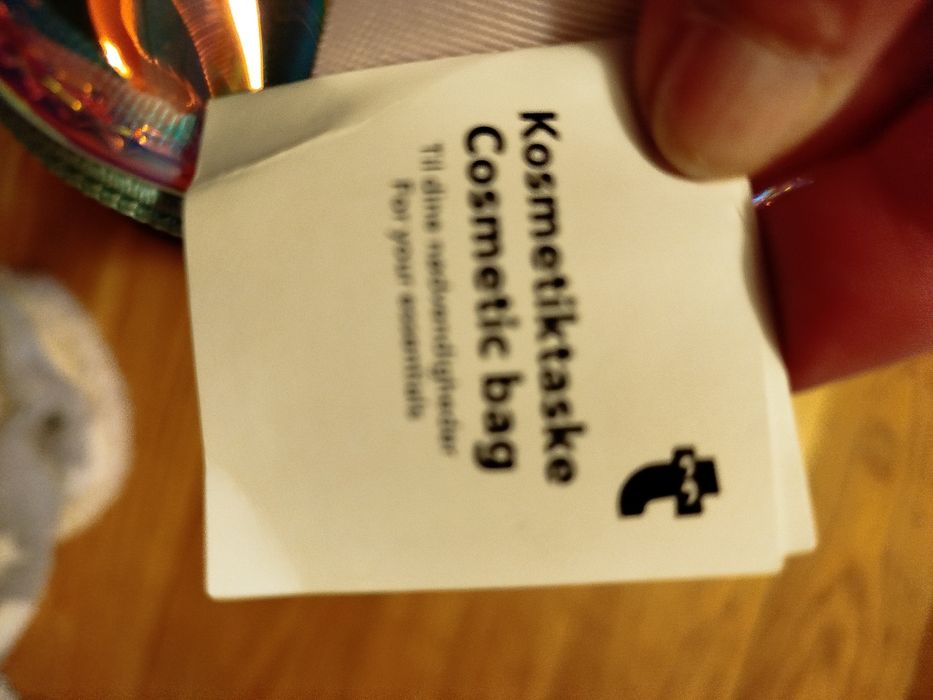 Kosmetiktaske
Cosmetic bag
Til dine nødvendigheder
For your essentials